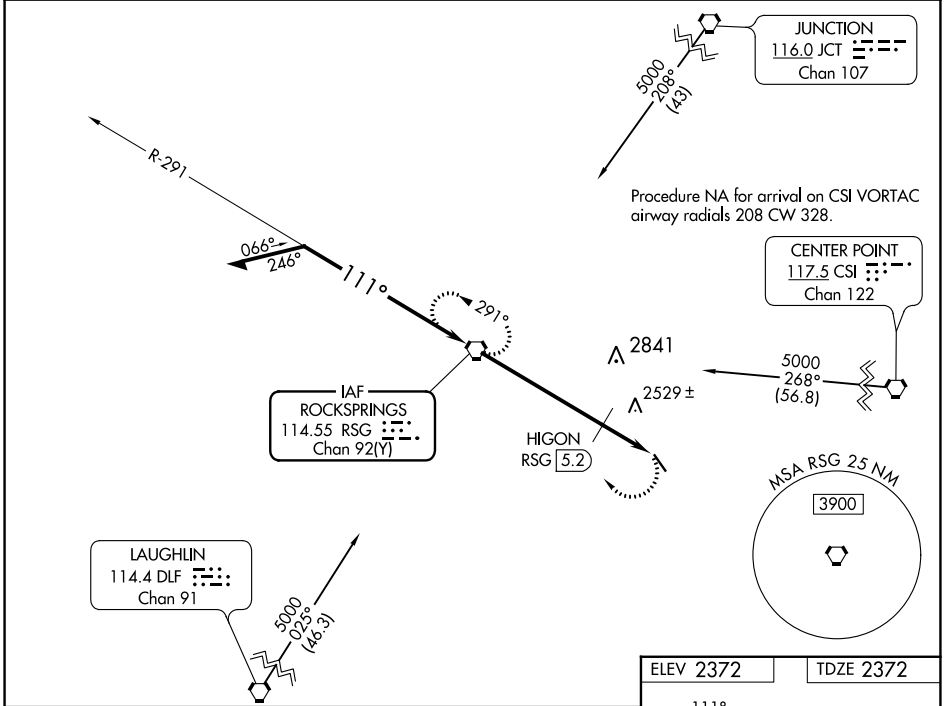 JUNCTION
116.0 JCT
Chan 107
5000
208°
(43)
R-291
Procedure NA for arrival on CSI VORTAC
airway radials 208 CW 328.
066°
246°
111°
291°
CENTER POINT
117.5 CSI
Chan 122
2841
5000
268°
(56.8)
2529 ±
IAF
ROCKSPRINGS
114.55 RSG
Chan 92(Y)
HIGON
RSG 5.2
MSA RSG 25 NM
3900
LAUGHLIN
114.4 DLF
Chan 91
5000
025°
(46.3)
ELEV 2372
TDZE 2372
111°